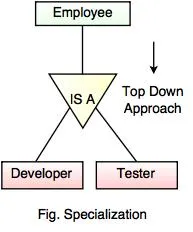 Employee
IS A
Top Down
Approach
Developer
Tester
Fig. Specialization